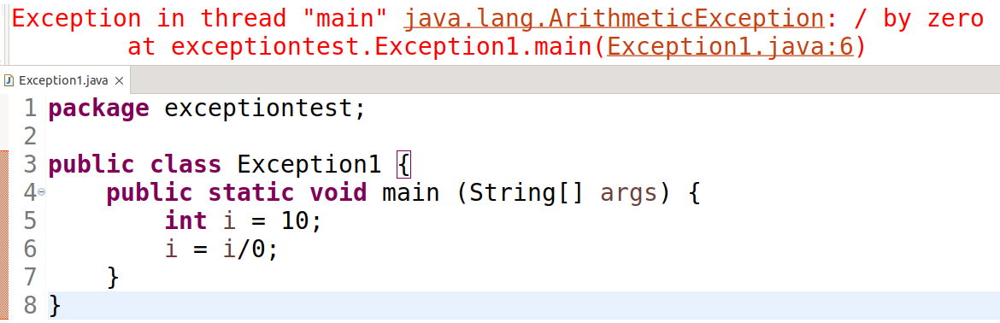 Exception in thread "main" java.lang.ArithmeticException: / by zero
        at exceptiontest.Exception1.main(Exception1.java:6)
Exception1.java
1 package exceptiontest;
2
3 public class Exception1 {
4     public static void main (String[] args) {
5         int i = 10;
6         i = i/0;
7     }
8 }